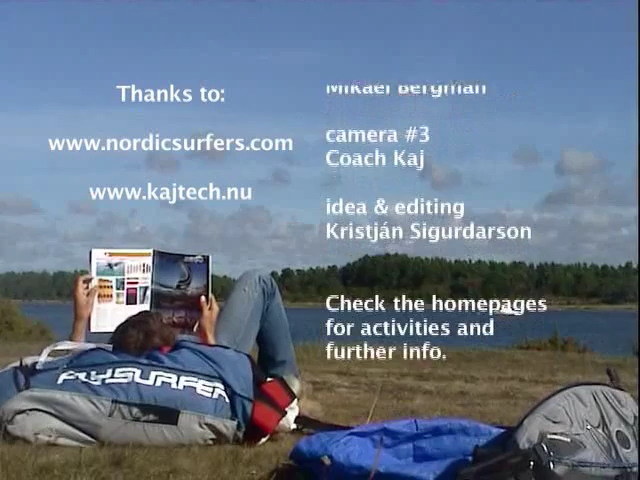 Thanks to:
www.nordicsurfers.com
www.kajtech.nu
Mikael Bergman
camera #3
Coach Kaj
idea & editing
Kristján Sigurdarson
Check the homepages
for activities and
further info.
FLYSURFER